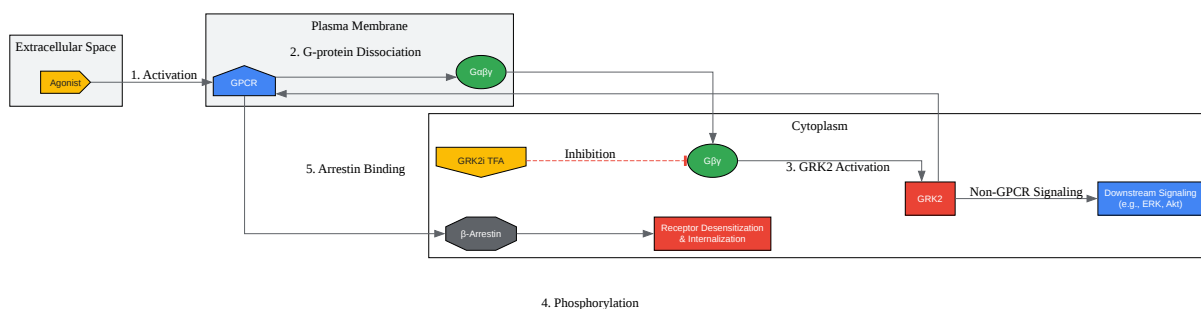 Plasma Membrane
Extracellular Space
2. G-protein Dissociation
1. Activation
Agonist
GPCR
Gαβγ
Cytoplasm
GRK2i TFA
Inhibition
Gβγ
3. GRK2 Activation
5. Arrestin Binding
GRK2
Non-GPCR Signaling
Downstream Signaling
(e.g., ERK, Akt)
β-Arrestin
Receptor Desensitization
& Internalization
4. Phosphorylation